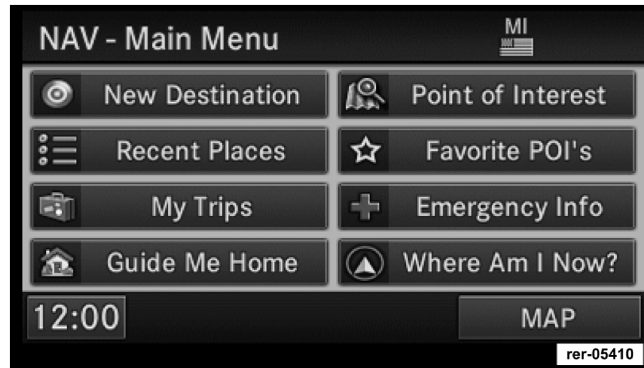 NAV - Main Menu
MI
New Destination
Point of Interest
Recent Places
Favorite POI's
My Trips
Emergency Info
Guide Me Home
Where Am I Now?
12:00
MAP
rer-05410